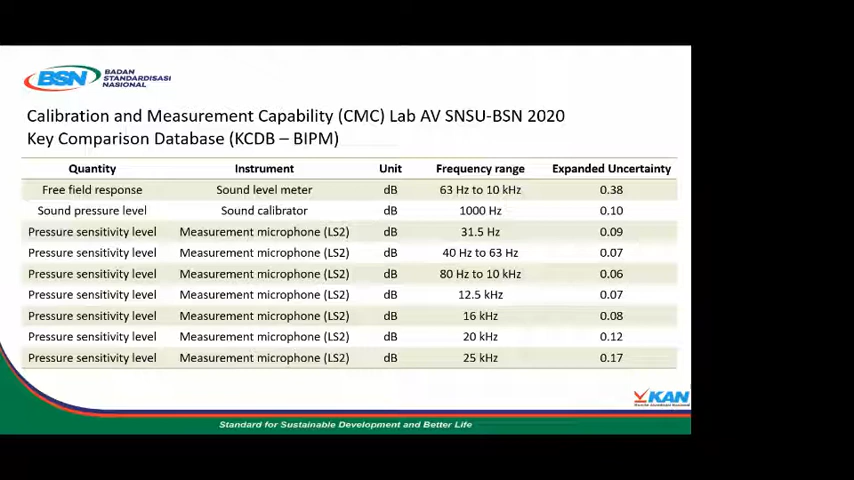 BSN BADAN
STANDARDISASI
NASIONAL
Calibration and Measurement Capability (CMC) Lab AV SNSU-BSN 2020
Key Comparison Database (KCDB – BIPM)
Quantity Instrument Unit Frequency range Expanded Uncertainty
Free field response Sound level meter dB 63 Hz to 10 kHz 0.38
Sound pressure level Sound calibrator dB 1000 Hz 0.10
Pressure sensitivity level Measurement microphone (LS2) dB 31.5 Hz 0.09
Pressure sensitivity level Measurement microphone (LS2) dB 40 Hz to 63 Hz 0.07
Pressure sensitivity level Measurement microphone (LS2) dB 80 Hz to 10 kHz 0.06
Pressure sensitivity level Measurement microphone (LS2) dB 12.5 kHz 0.07
Pressure sensitivity level Measurement microphone (LS2) dB 16 kHz 0.08
Pressure sensitivity level Measurement microphone (LS2) dB 20 kHz 0.12
Pressure sensitivity level Measurement microphone (LS2) dB 25 kHz 0.17
KAN
Standard for Sustainable Development and Better Life